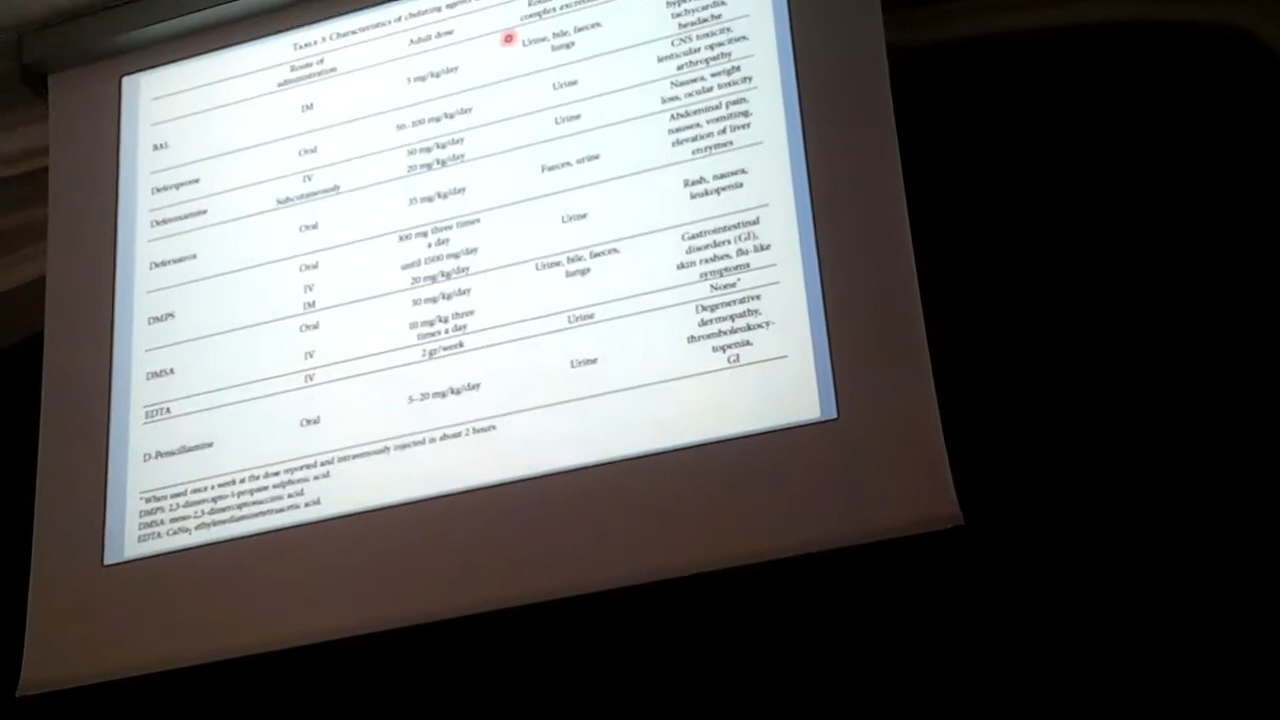 TABLE 3: Characteristics of chelating agents
Route of administration
Adult dose
complex excretion
BAL
IM
5 mg/kg/day
Urine, bile, faeces, lungs
tachycardia, headache
Deferiprone
Oral
50–100 mg/kg/day
Urine
CNS toxicity, lenticular opacities, arthropathy
Deferoxamine
IV
Subcutaneously
50 mg/kg/day
20 mg/kg/day
Urine
Nausea, weight loss, ocular toxicity
Deferasirox
Oral
35 mg/kg/day
Faeces, urine
Abdominal pain, nausea, vomiting, elevation of liver enzymes
DMPS
Oral
IV
IM
300 mg three times a day
until 1500 mg/day
20 mg/kg/day
Urine
Rash, nausea, leukopenia
DMSA
Oral
IV
30 mg/kg/day
10 mg/kg three times a day
Urine, bile, faeces, lungs
Gastrointestinal disorders (GI), skin rashes, flu-like symptoms
EDTA
IV
2 gr/week
Urine
None*
D-Penicillamine
Oral
5–20 mg/kg/day
Urine
Degenerative dermopathy, thromboleukocy-topenia, GI
*When used once a week at the dose reported and intravenously injected in about 2 hours.
DMPS: 2,3-dimercapto-1-propane sulphonic acid.
DMSA: meso-2,3-dimercaptosuccinic acid.
EDTA: CaNa2 ethylenediaminetetraacetic acid.